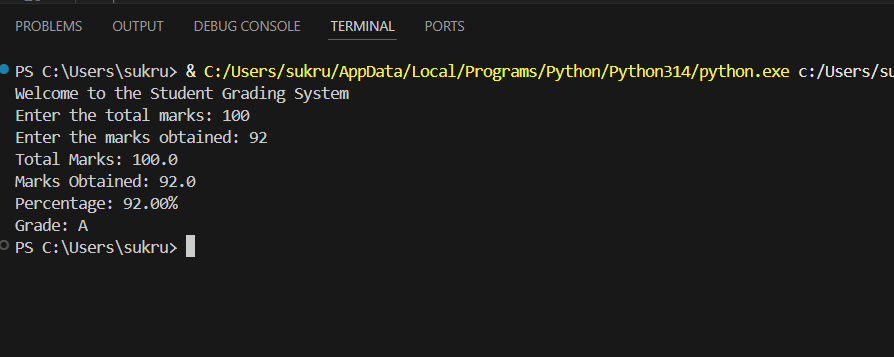 PROBLEMS OUTPUT DEBUG CONSOLE TERMINAL PORTS
PS C:\Users\sukru> & C:/Users/sukru/AppData/Local/Programs/Python/Python314/python.exe c:/Users/su
Welcome to the Student Grading System
Enter the total marks: 100
Enter the marks obtained: 92
Total Marks: 100.0
Marks Obtained: 92.0
Percentage: 92.00%
Grade: A
PS C:\Users\sukru>